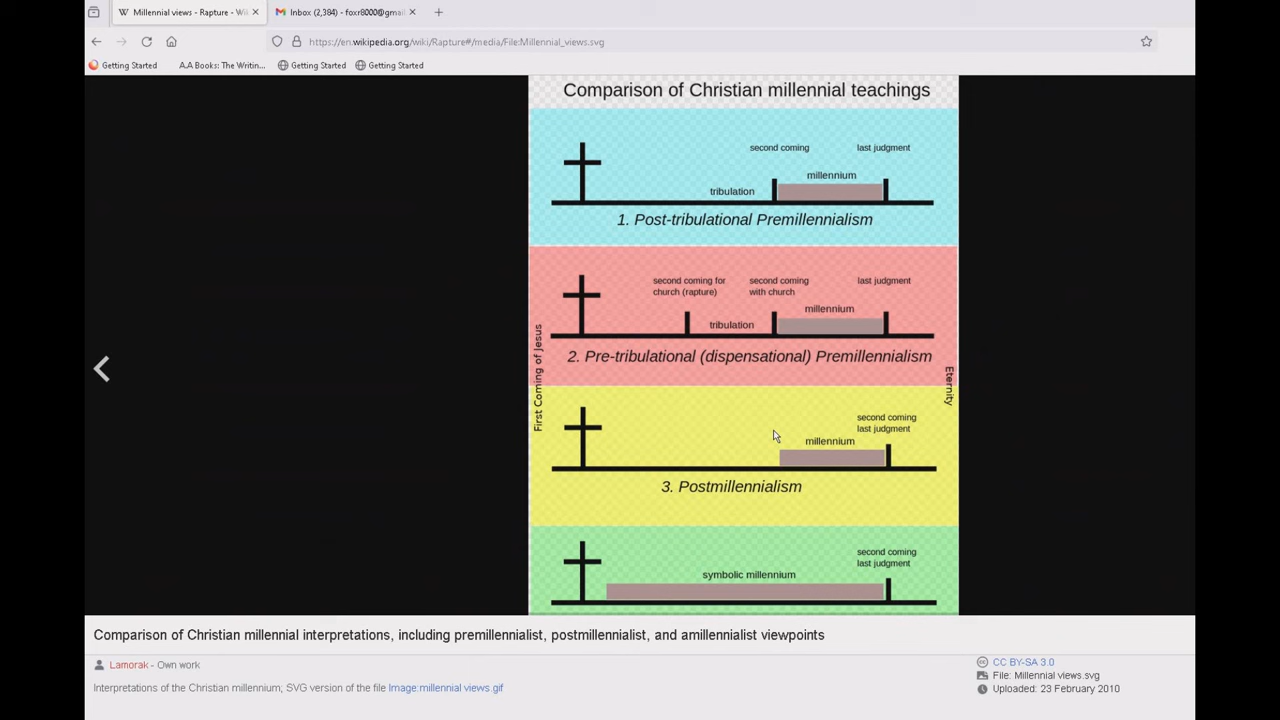 Millennial views - Rapture - Wi
Inbox (2,384) - foxr8000@gmai
https://en.wikipedia.org/wiki/Rapture#/media/File:Millennial_views.svg
Getting Started
A.A Books: The Writin...
Getting Started
Getting Started
Comparison of Christian millennial teachings
second coming
last judgment
millennium
tribulation
1. Post-tribulational Premillennialism
second coming for
church (rapture)
second coming
with church
last judgment
millennium
tribulation
2. Pre-tribulational (dispensational) Premillennialism
First Coming of Jesus
Eternity
second coming
last judgment
millennium
3. Postmillennialism
second coming
last judgment
symbolic millennium
Comparison of Christian millennial interpretations, including premillennialist, postmillennialist, and amillennialist viewpoints
Lamorak - Own work
Interpretations of the Christian millennium; SVG version of the file Image:millennial views.gif
CC BY-SA 3.0
File: Millennial views.svg
Uploaded: 23 February 2010